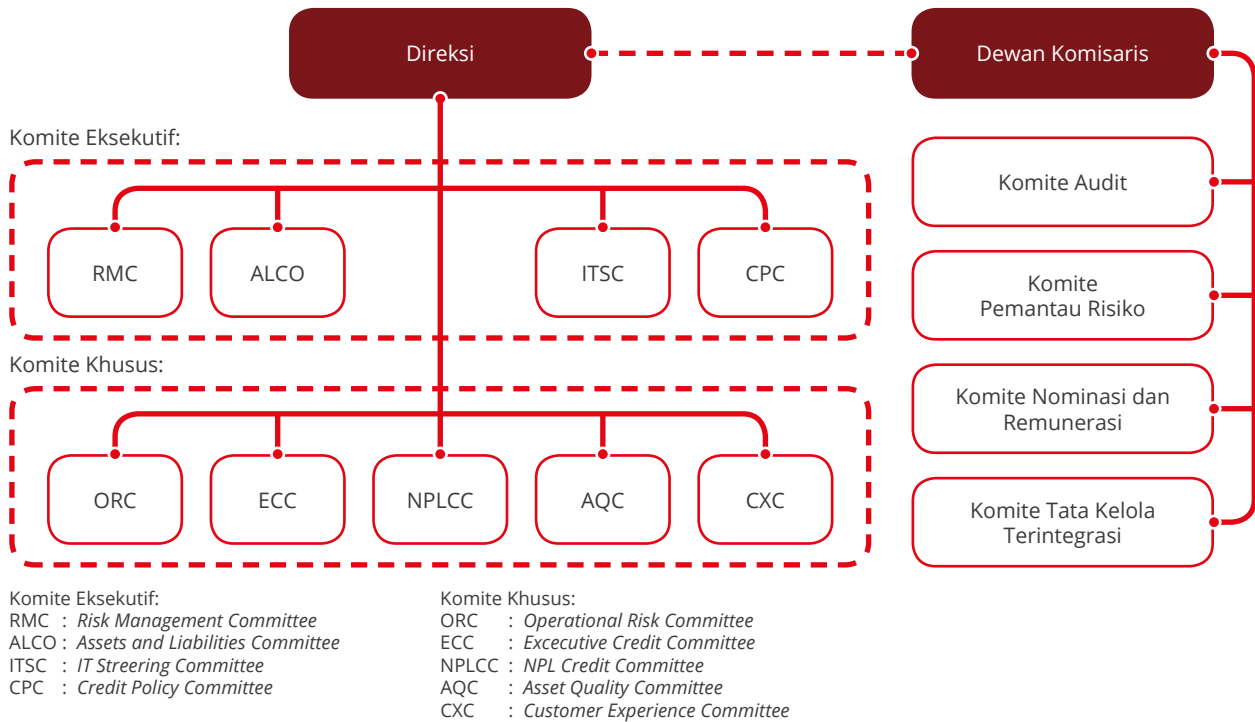 Direksi
Dewan Komisaris
Komite Eksekutif:
RMC
ALCO
ITSC
CPC
Komite Khusus:
ORC
ECC
NPLCC
AQC
CXC
Komite Audit
Komite
Pemantau Risiko
Komite Nominasi dan
Remunerasi
Komite Tata Kelola
Terintegrasi
Komite Eksekutif:
RMC : Risk Management Committee
ALCO : Assets and Liabilities Committee
ITSC : IT Streering Committee
CPC : Credit Policy Committee
Komite Khusus:
ORC : Operational Risk Committee
ECC : Excecutive Credit Committee
NPLCC : NPL Credit Committee
AQC : Asset Quality Committee
CXC : Customer Experience Committee